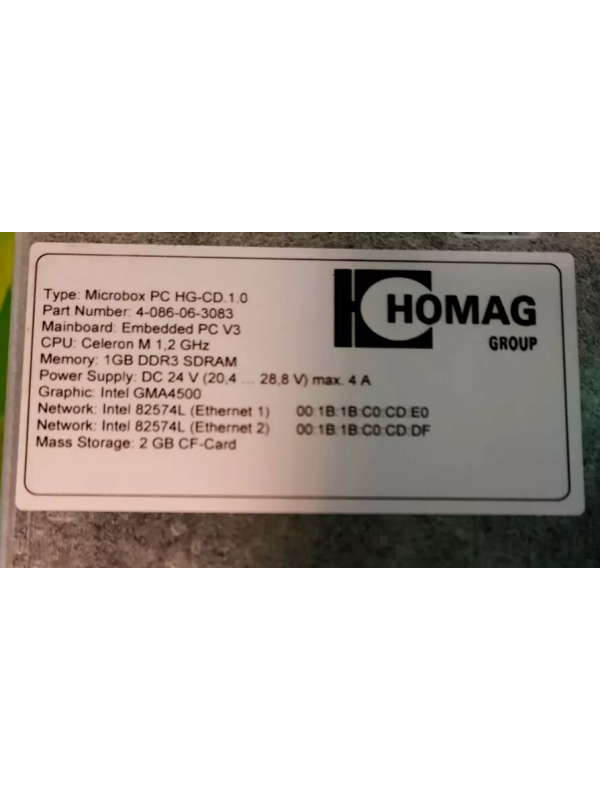 HOMAG
GROUP
Type: Microbox PC HG-CD.1.0
Part Number: 4-086-06-3083
Mainboard: Embedded PC V3
CPU: Celeron M 1,2 GHz
Memory: 1GB DDR3 SDRAM
Power Supply: DC 24 V (20,4 ... 28,8 V) max. 4 A
Graphic: Intel GMA4500
Network: Intel 82574L (Ethernet 1) 00:1B:1B:C0:CD:E0
Network: Intel 82574L (Ethernet 2) 00:1B:1B:C0:CD:DF
Mass Storage: 2 GB CF-Card